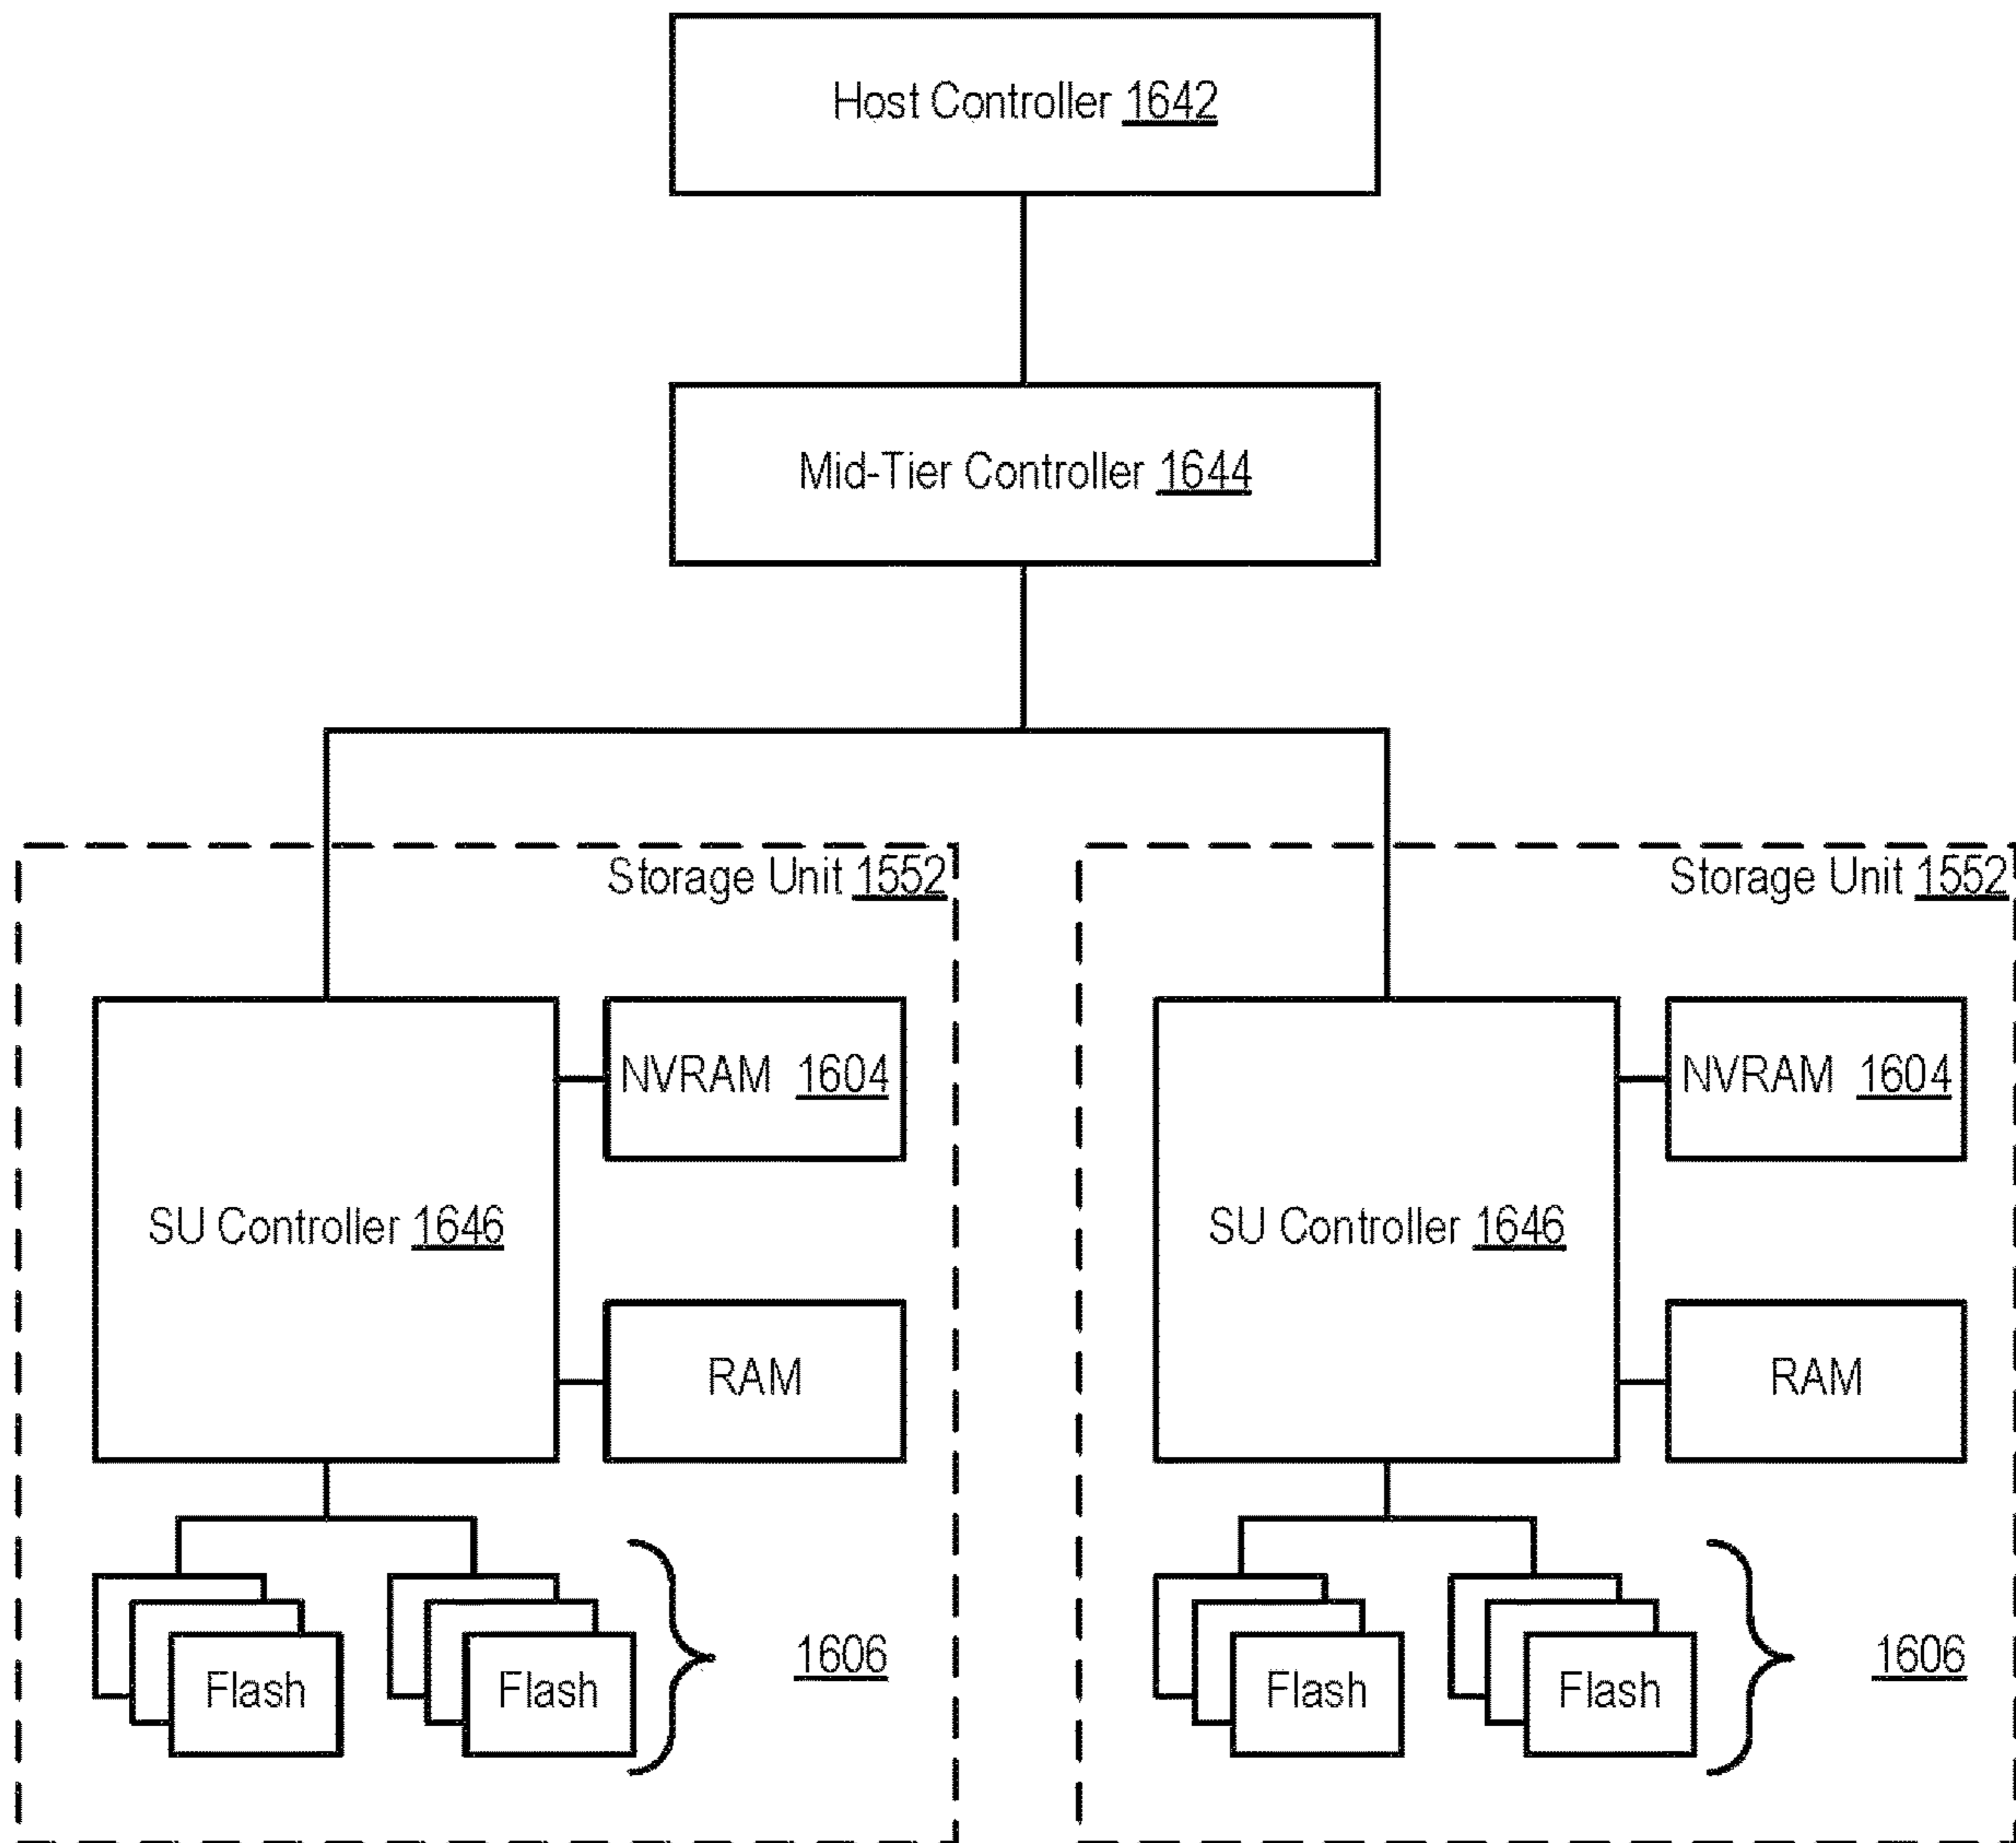 Host Controller 1642
Mid-Tier Controller 1644
Storage Unit 1552
Storage Unit 1552
NVRAM 1604
NVRAM 1604
SU Controller 1646
SU Controller 1646
RAM
RAM
1606
1606
Flash
Flash
Flash
Flash